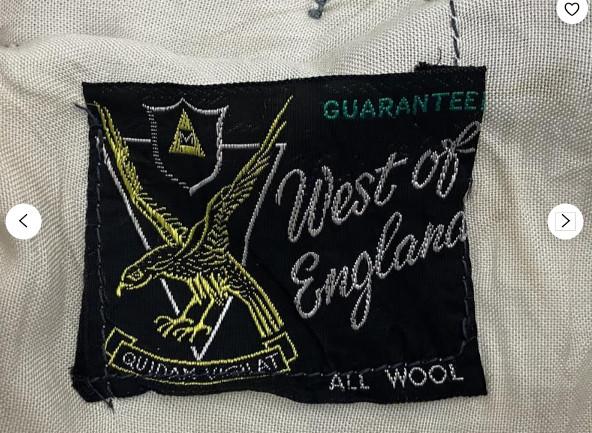 GUARANTEE
M
West of
England
QUIDAM VIGILAT
ALL WOOL